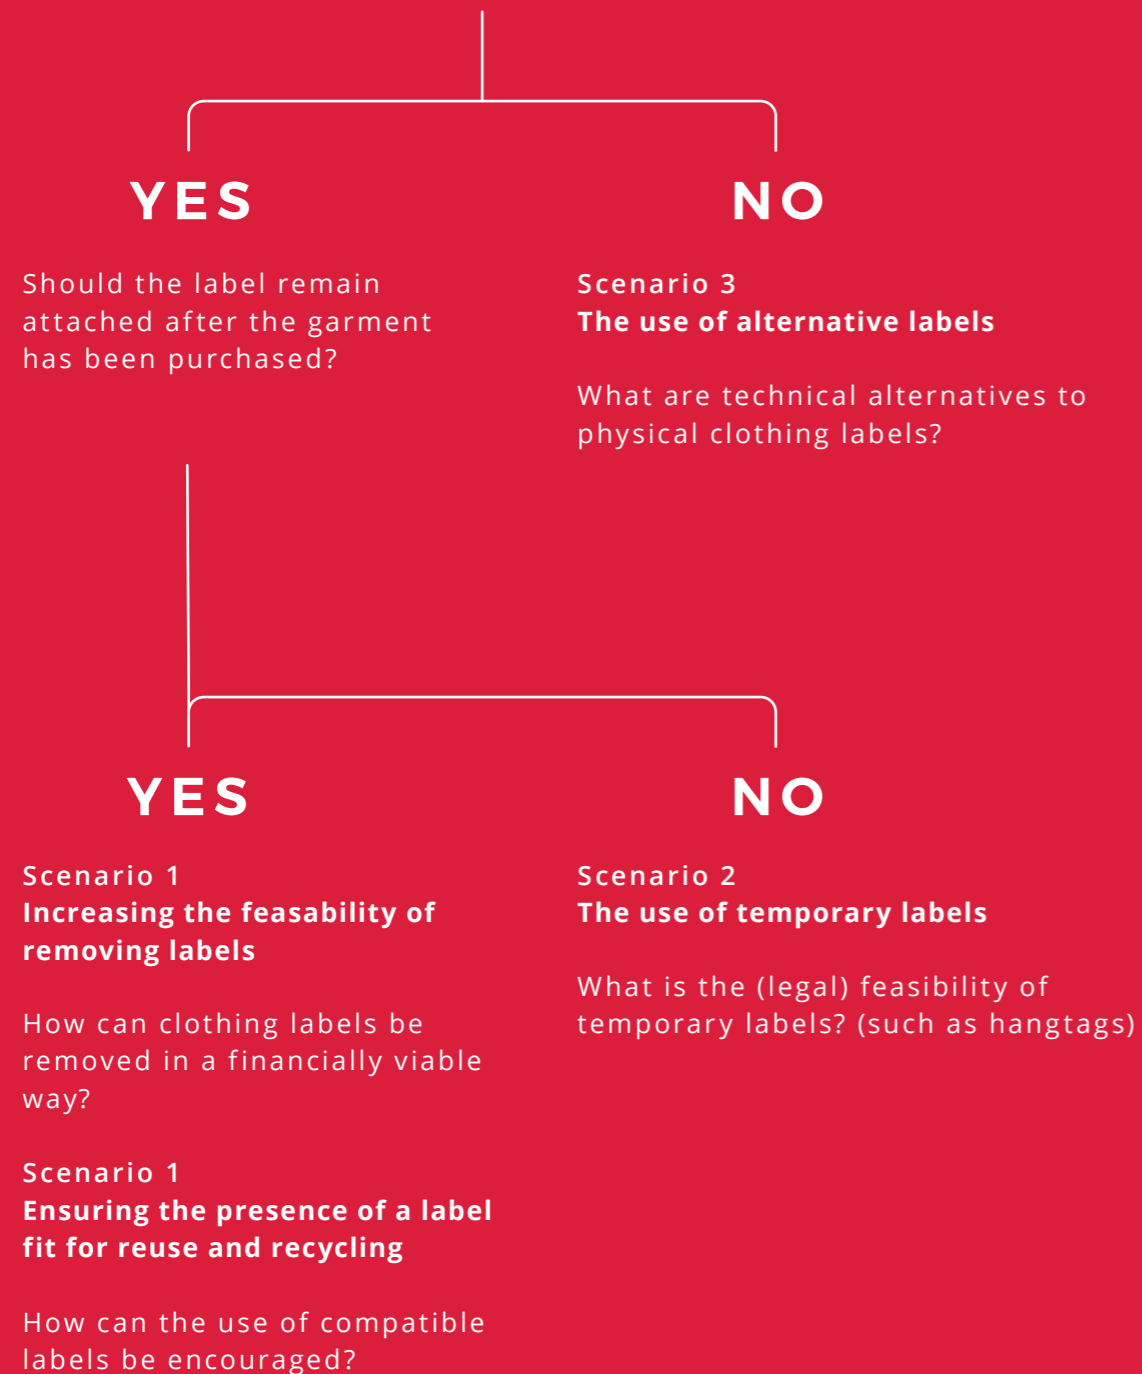 YES
Should the label remain
attached after the garment
has been purchased?
NO
Scenario 3
The use of alternative labels
What are technical alternatives to
physical clothing labels?
YES
Scenario 1
Increasing the feasability of
removing labels
How can clothing labels be
removed in a financially viable
way?
Scenario 1
Ensuring the presence of a label
fit for reuse and recycling
How can the use of compatible
labels be encouraged?
NO
Scenario 2
The use of temporary labels
What is the (legal) feasibility of
temporary labels? (such as hangtags)